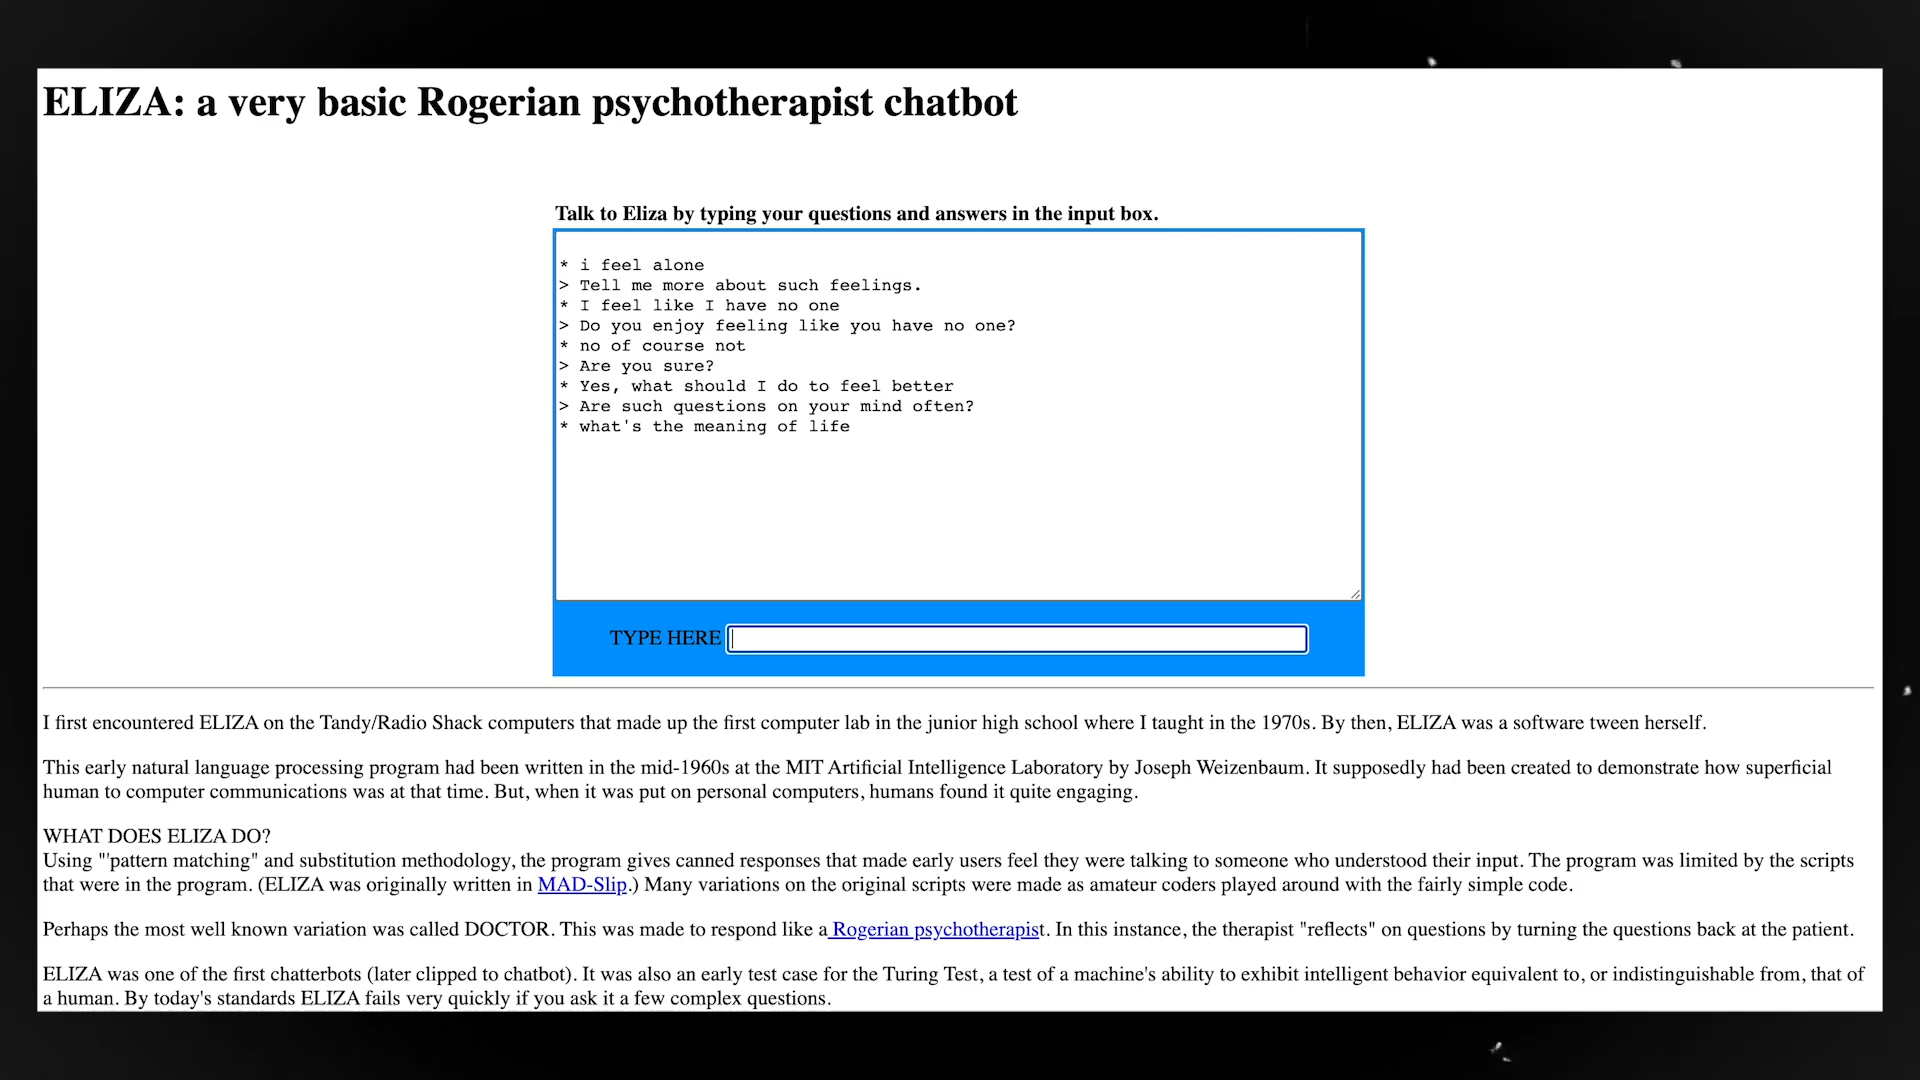 ELIZA: a very basic Rogerian psychotherapist chatbot
Talk to Eliza by typing your questions and answers in the input box.
* i feel alone
> Tell me more about such feelings.
* I feel like I have no one
> Do you enjoy feeling like you have no one?
* no of course not
> Are you sure?
* Yes, what should I do to feel better
> Are such questions on your mind often?
* what's the meaning of life
TYPE HERE
I first encountered ELIZA on the Tandy/Radio Shack computers that made up the first computer lab in the junior high school where I taught in the 1970s. By then, ELIZA was a software tween herself.
This early natural language processing program had been written in the mid-1960s at the MIT Artificial Intelligence Laboratory by Joseph Weizenbaum. It supposedly had been created to demonstrate how superficial
human to computer communications was at that time. But, when it was put on personal computers, humans found it quite engaging.
WHAT DOES ELIZA DO?
Using "'pattern matching" and substitution methodology, the program gives canned responses that made early users feel they were talking to someone who understood their input. The program was limited by the scripts
that were in the program. (ELIZA was originally written in MAD-Slip.) Many variations on the original scripts were made as amateur coders played around with the fairly simple code.
Perhaps the most well known variation was called DOCTOR. This was made to respond like a Rogerian psychotherapist. In this instance, the therapist "reflects" on questions by turning the questions back at the patient.
ELIZA was one of the first chatterbots (later clipped to chatbot). It was also an early test case for the Turing Test, a test of a machine's ability to exhibit intelligent behavior equivalent to, or indistinguishable from, that of
a human. By today's standards ELIZA fails very quickly if you ask it a few complex questions.